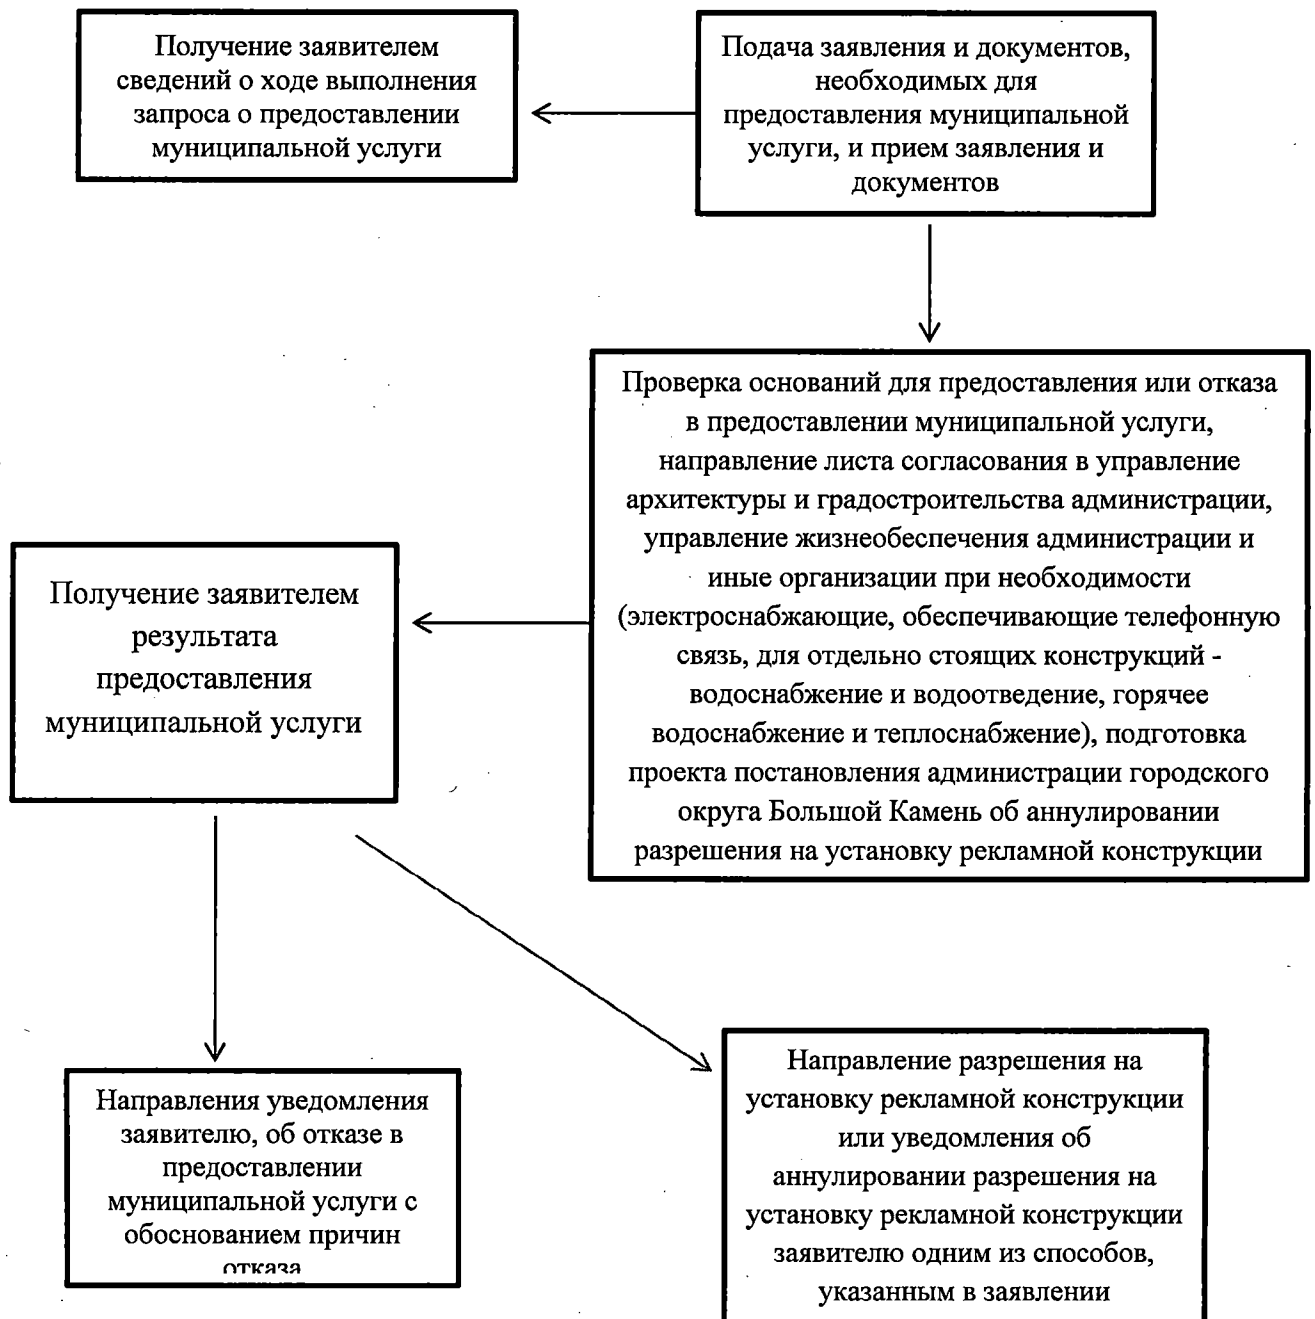 Получение заявителем
сведений о ходе выполнения
запроса о предоставлении
муниципальной услуги
Подача заявления и документов,
необходимых для
предоставления муниципальной
услуги, и прием заявления и
документов
Проверка оснований для предоставления или отказа
в предоставлении муниципальной услуги,
направление листа согласования в управление
архитектуры и градостроительства администрации,
управление жизнеобеспечения администрации и
иные организации при необходимости
(электроснабжающие, обеспечивающие телефонную
связь, для отдельно стоящих конструкций -
водоснабжение и водоотведение, горячее
водоснабжение и теплоснабжение), подготовка
проекта постановления администрации городского
округа Большой Камень об аннулировании
разрешения на установку рекламной конструкции
Получение заявителем
результата
предоставления
муниципальной услуги
Направления уведомления
заявителю, об отказе в
предоставлении
муниципальной услуги с
обоснованием причин
отказа
Направление разрешения на
установку рекламной конструкции
или уведомления об
аннулировании разрешения на
установку рекламной конструкции
заявителю одним из способов,
указанным в заявлении